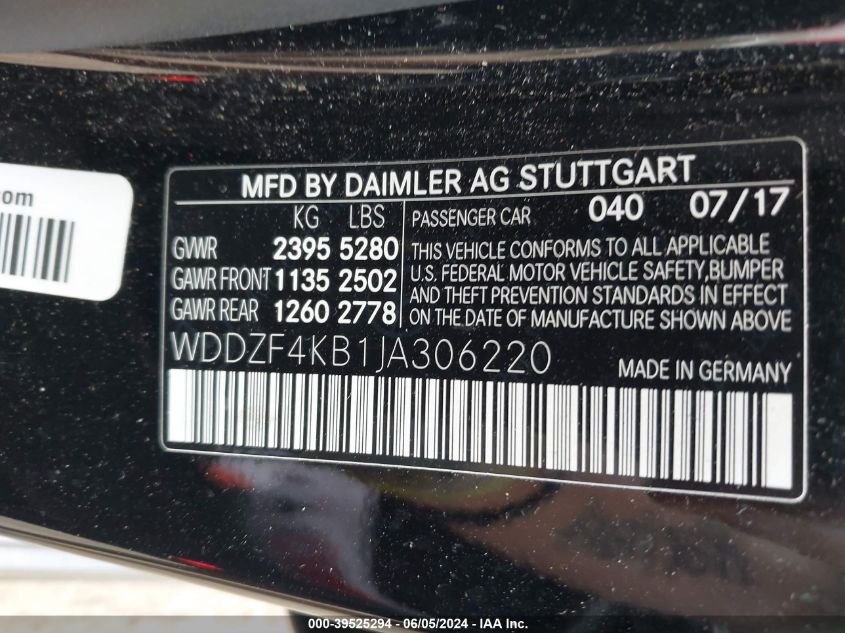 .com
MFD BY DAIMLER AG STUTTGART
KG LBS
GVWR 2395 5280
GAWR FRONT 1135 2502
GAWR REAR 1260 2778
PASSENGER CAR 040 07/17
THIS VEHICLE CONFORMS TO ALL APPLICABLE
U.S. FEDERAL MOTOR VEHICLE SAFETY, BUMPER
AND THEFT PREVENTION STANDARDS IN EFFECT
ON THE DATE OF MANUFACTURE SHOWN ABOVE
WDDZF4KB1JA306220
MADE IN GERMANY
000-39525294 - 06/05/2024 - IAA Inc.